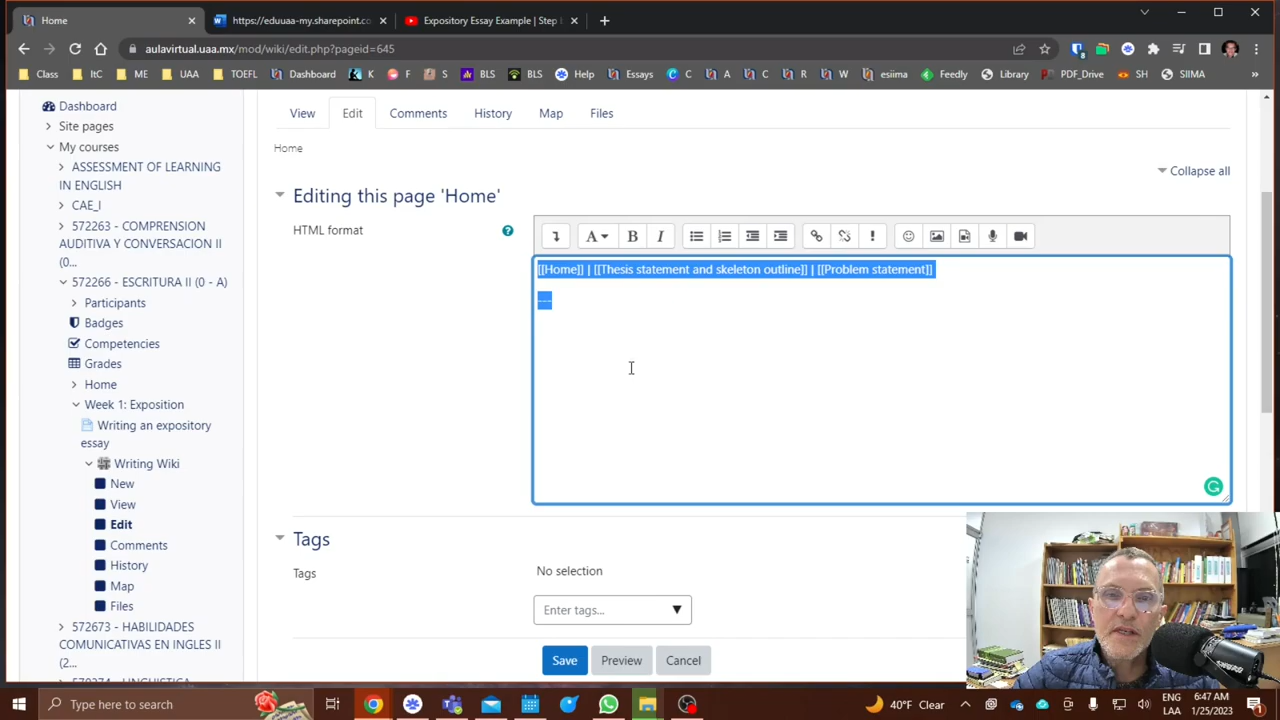 Home
https://eduuaa-my.sharepoint.co
Expository Essay Example | Step
aulavirtual.uaa.mx/mod/wiki/edit.php?pageid=645
Class ItC ME UAA TOEFL Dashboard K F S BLS BLS Help Essays C A C R W esiima Feedly Library PDF_Drive SH SIIMA
Dashboard
Site pages
My courses
ASSESSMENT OF LEARNING
IN ENGLISH
CAE_I
572263 - COMPRENSION
AUDITIVA Y CONVERSACION II
(0...
572266 - ESCRITURA II (0 - A)
Participants
Badges
Competencies
Grades
Home
Week 1: Exposition
Writing an expository
essay
Writing Wiki
New
View
Edit
Comments
History
Map
Files
572673 - HABILIDADES
COMUNICATIVAS EN INGLES II
(2...
View Edit Comments History Map Files
Home
Collapse all
Editing this page 'Home'
HTML format
[[Home]] | [[Thesis statement and skeleton outline]] | [[Problem statement]]
Tags
Tags
No selection
Enter tags...
Save Preview Cancel
SHURE
Type here to search
40°F Clear
ENG
LAA
6:47 AM
1/25/2023